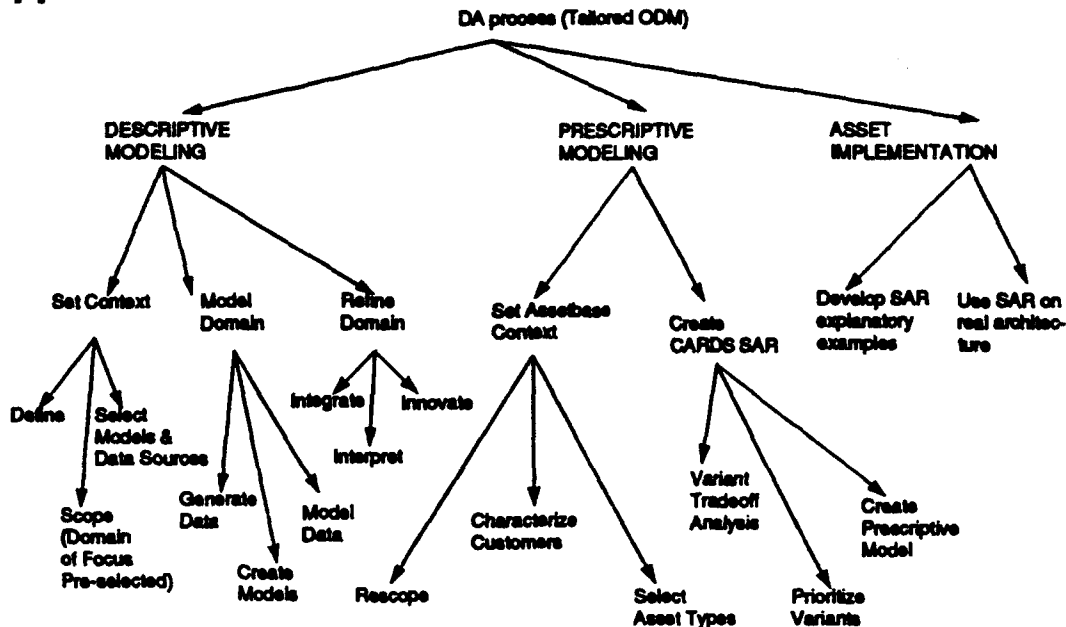 DA process (Tailored ODM)
DESCRIPTIVE
MODELING
PRESCRIPTIVE
MODELING
ASSET
IMPLEMENTATION
Set Context
Model
Domain
Refine
Domain
Set Assetbase
Context
Create
CARDS SAR
Develop SAR
explanatory
examples
Use SAR on
real architec-
ture
Define
Select
Models &
Data Sources
Scope
(Domain
of Focus
Pre-selected)
Generate
Data
Create
Models
Model
Data
Integrate
Interpret
Innovate
Rescope
Characterize
Customers
Select
Asset Types
Variant
Tradeoff
Analysis
Prioritize
Variants
Create
Prescriptive
Model